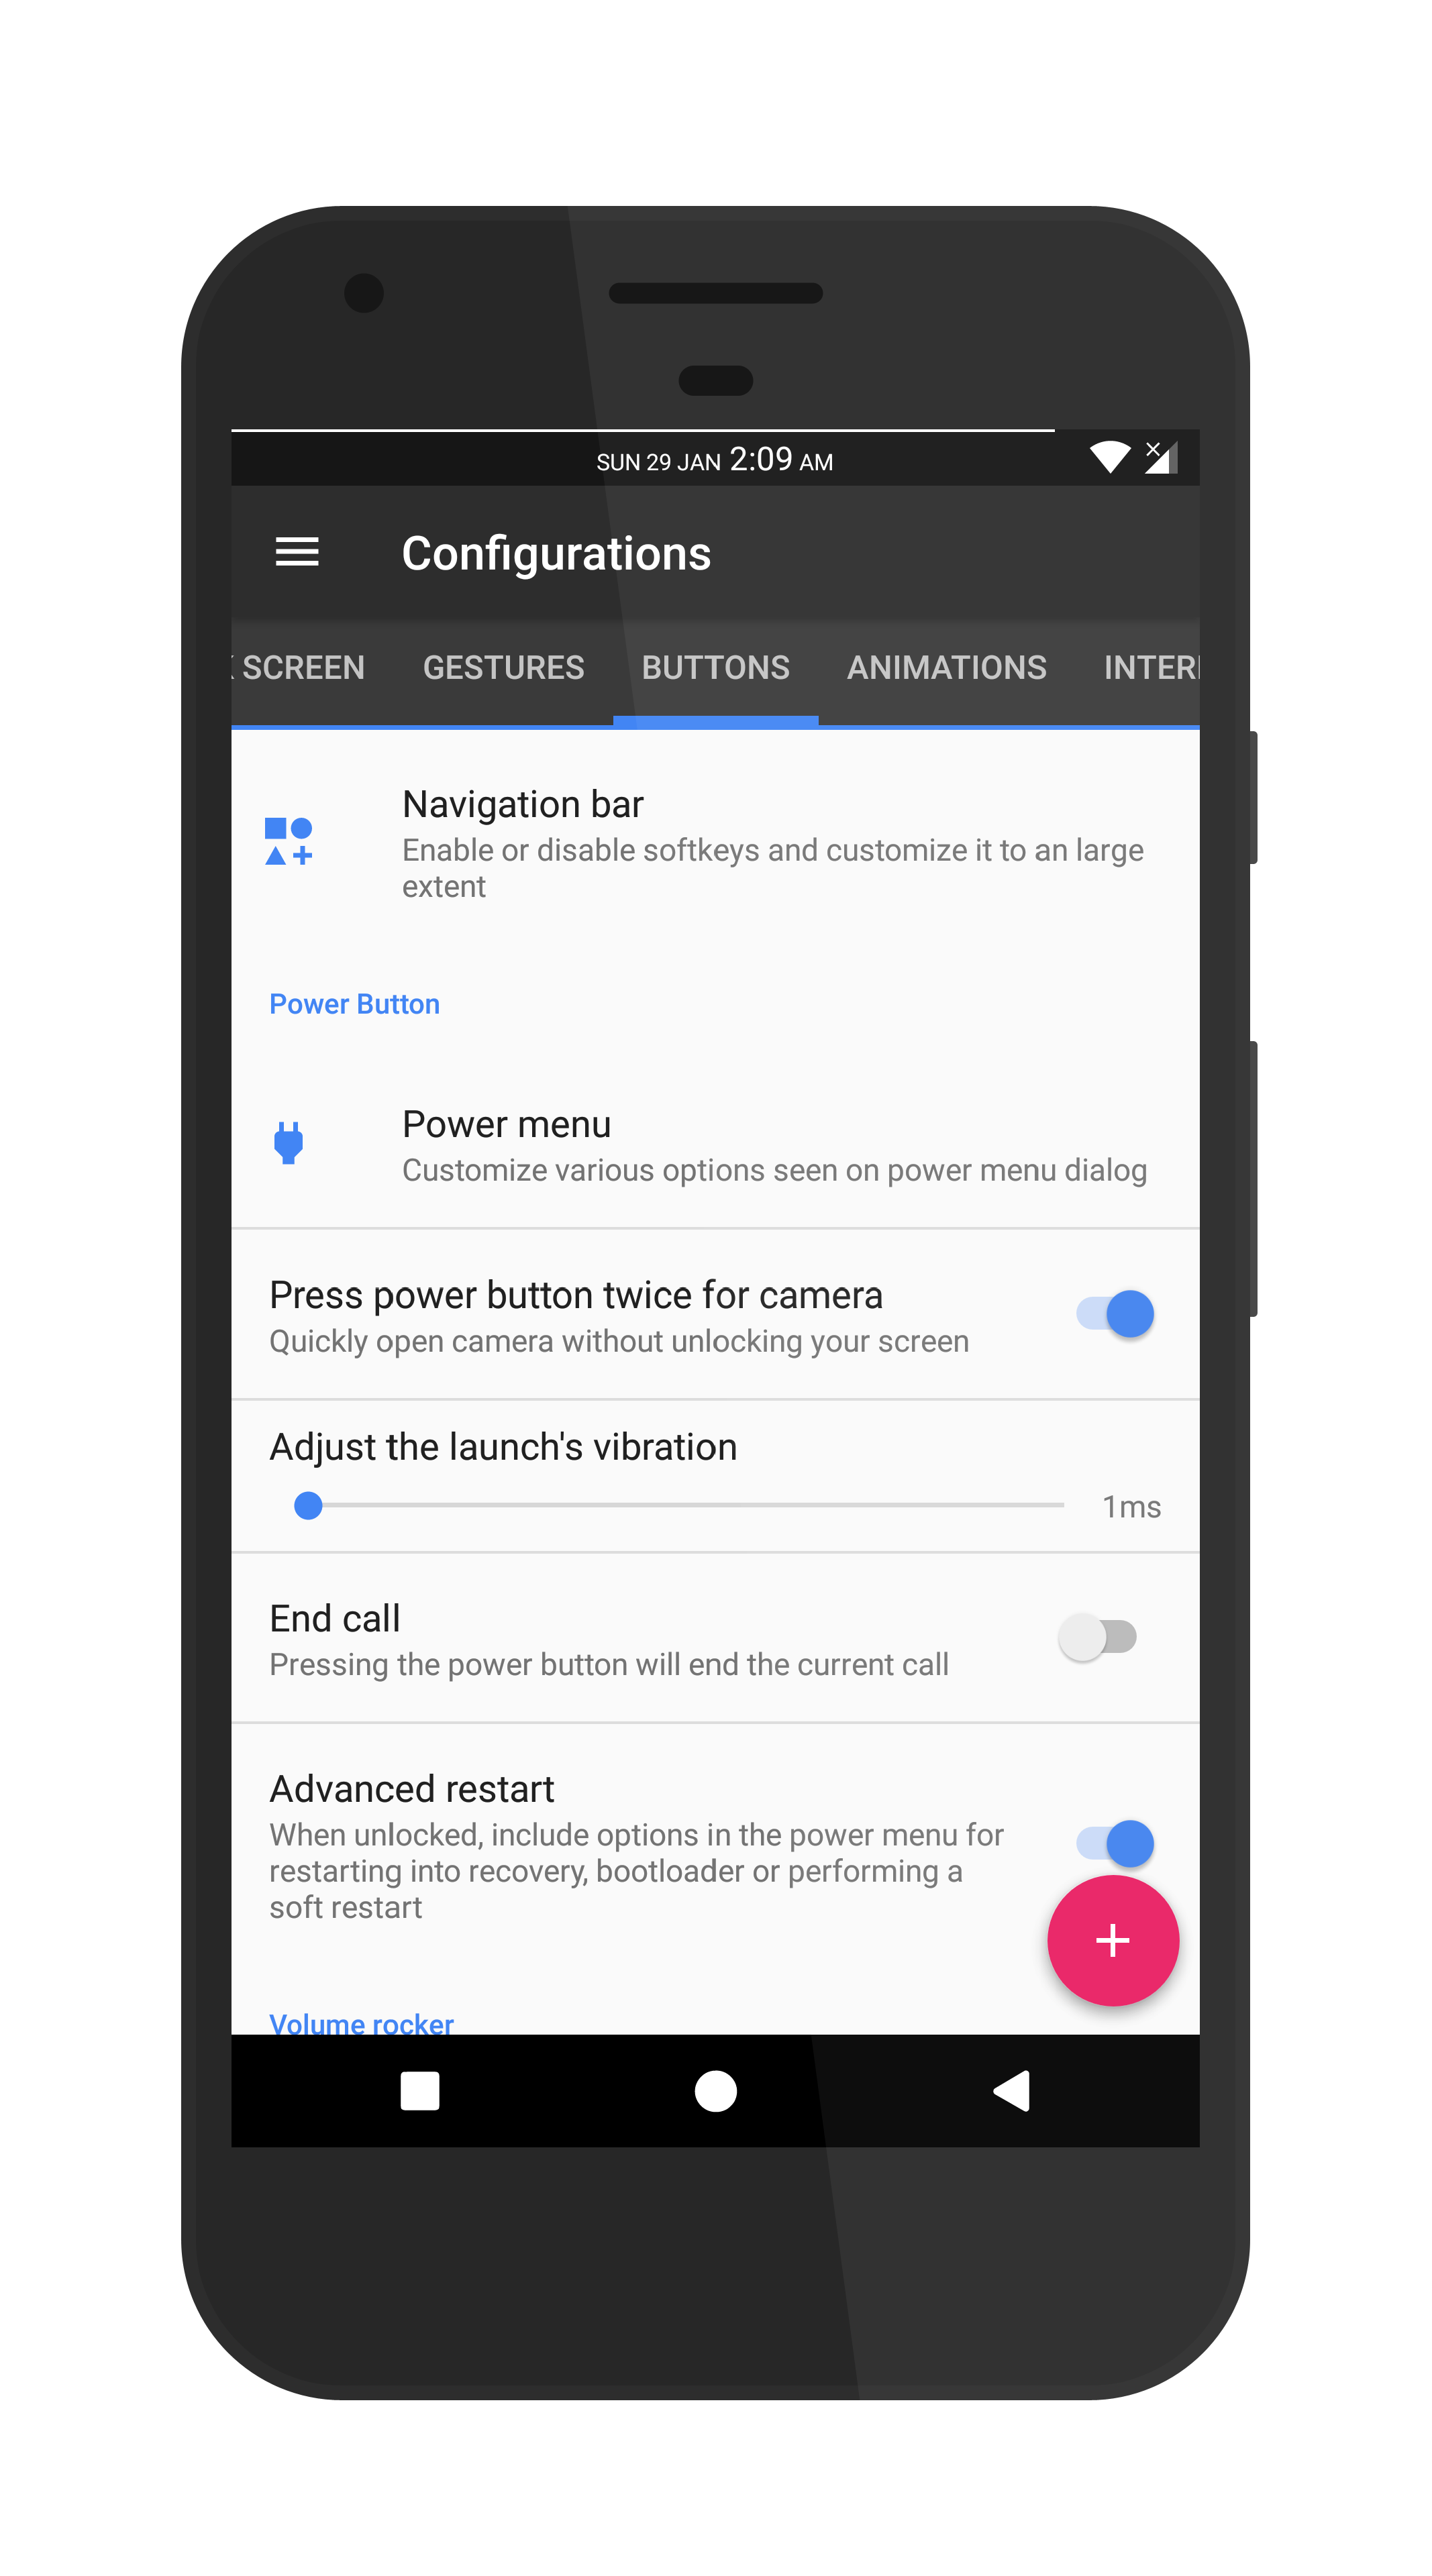 SUN 29 JAN 2:09 AM
Configurations
SCREEN GESTURES BUTTONS ANIMATIONS
Navigation bar
Enable or disable softkeys and customize it to an large
extent
Power Button
Power menu
Customize various options seen on power menu dialog
Press power button twice for camera
Quickly open camera without unlocking your screen
Adjust the launch's vibration
1ms
End call
Pressing the power button will end the current call
Advanced restart
When unlocked, include options in the power menu for
restarting into recovery, bootloader or performing a
soft restart
Volume rocker